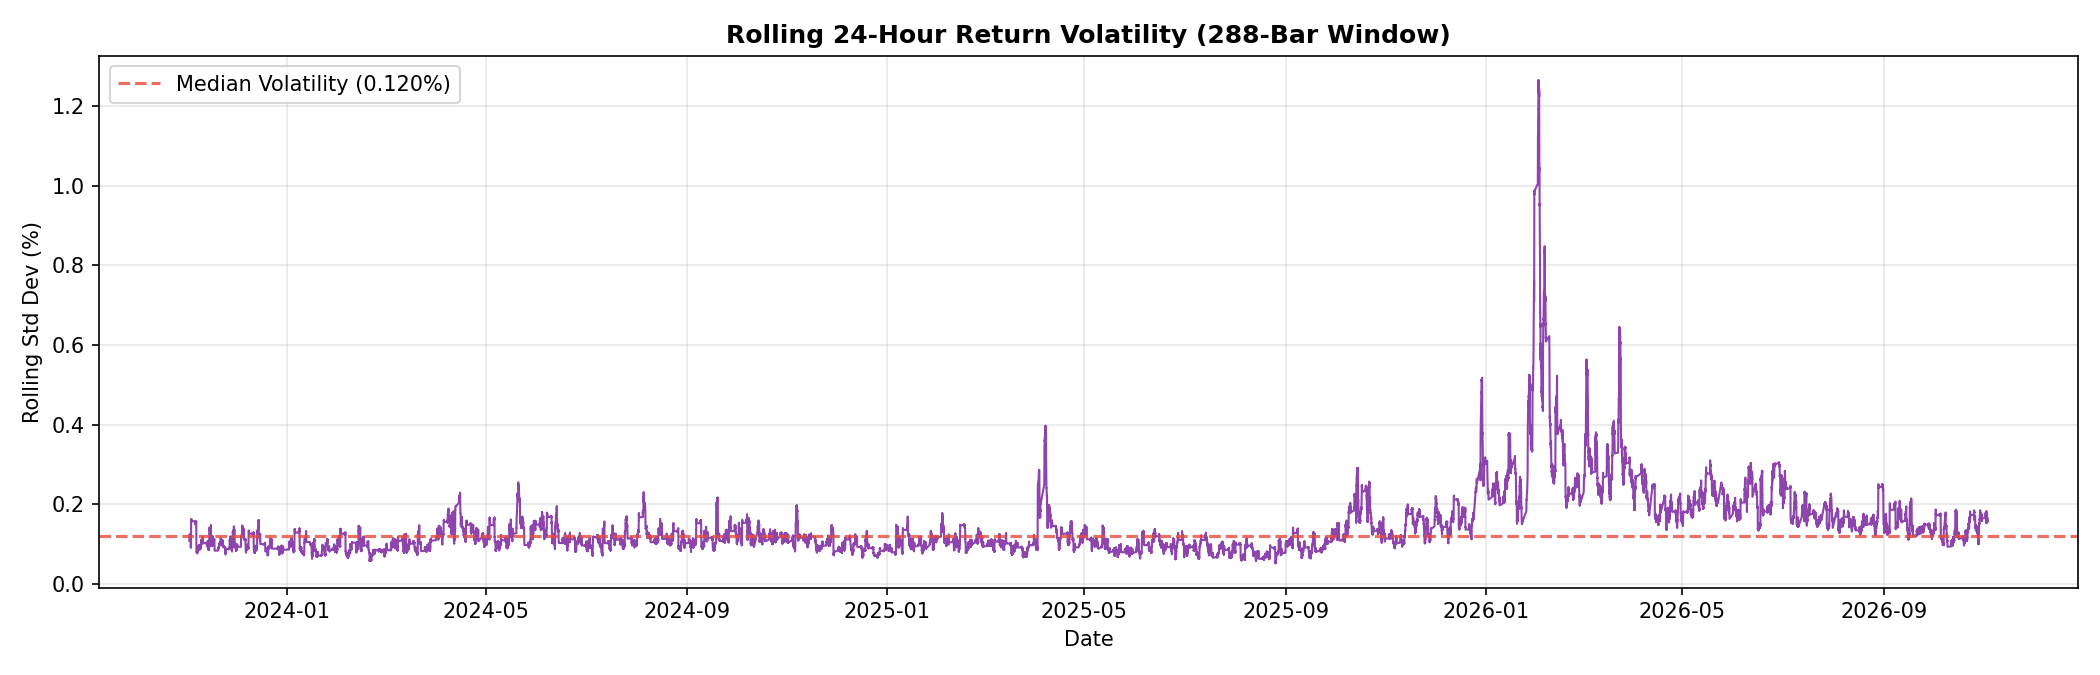 Rolling 24-Hour Return Volatility (288-Bar Window)
Median Volatility (0.120%)
Rolling Std Dev (%)
1.2
1.0
0.8
0.6
0.4
0.2
0.0
2024-01 2024-05 2024-09 2025-01 2025-05 2025-09 2026-01 2026-05 2026-09
Date